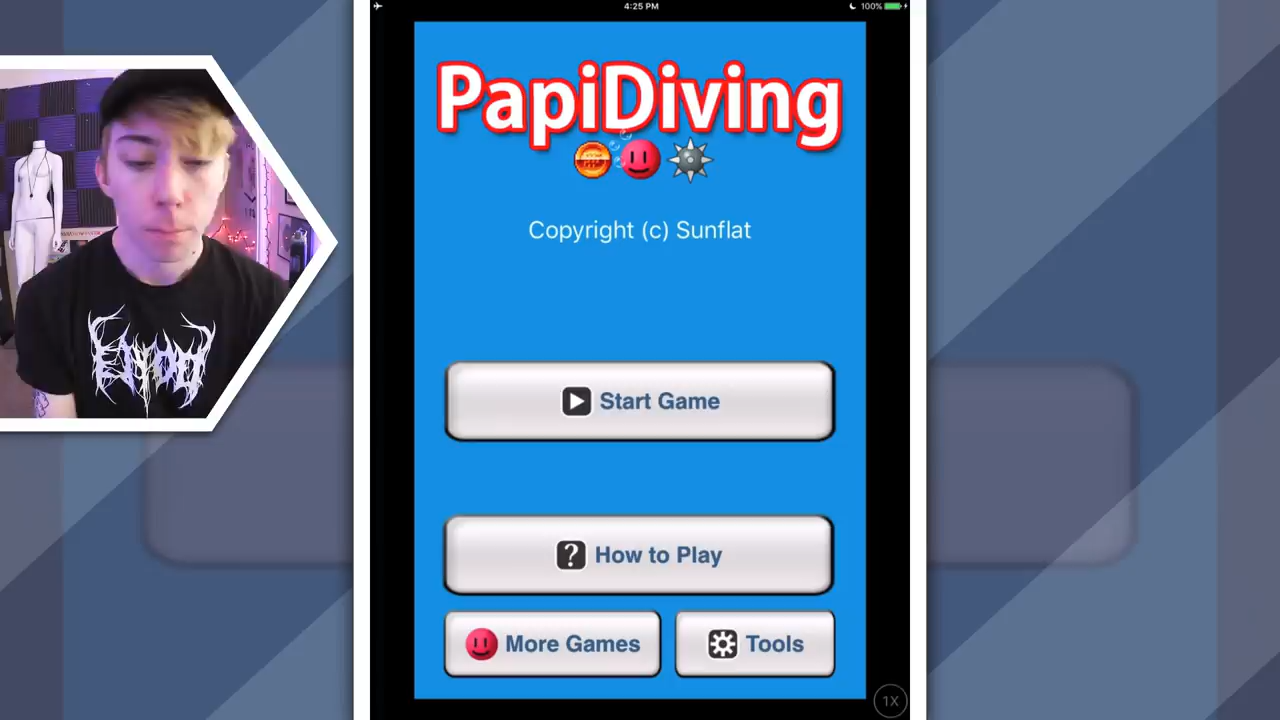 4:25 PM
100%
PapiDiving
Copyright (c) Sunflat
Start Game
? How to Play
More Games
Tools
1X